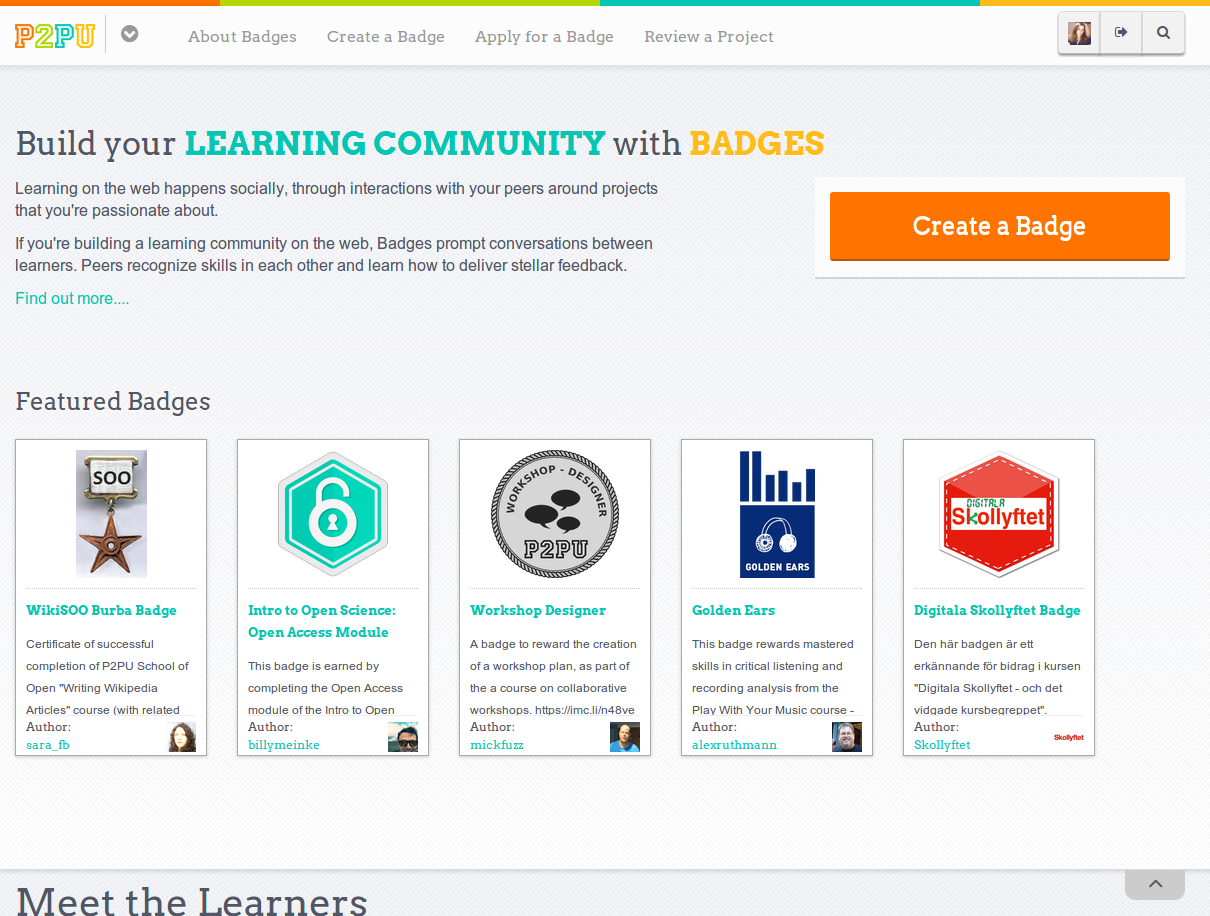 P2PU
About Badges
Create a Badge
Apply for a Badge
Review a Project
Build your LEARNING COMMUNITY with BADGES
Learning on the web happens socially, through interactions with your peers around projects
that you're passionate about.
If you're building a learning community on the web, Badges prompt conversations between
learners. Peers recognize skills in each other and learn how to deliver stellar feedback.
Find out more....
Create a Badge
Featured Badges
SOO
WikiSOO Burba Badge
Certificate of successful
completion of P2PU School of
Open "Writing Wikipedia
Articles" course (with related
Author:
sara_fb
Intro to Open Science:
Open Access Module
This badge is earned by
completing the Open Access
module of the Intro to Open
Author:
billymeinke
WORKSHOP - DESIGNER
P2PU
Workshop Designer
A badge to reward the creation
of a workshop plan, as part of
the a course on collaborative
workshops. https://imc.li/n48ve
Author:
mickfuzz
GOLDEN EARS
Golden Ears
This badge rewards mastered
skills in critical listening and
recording analysis from the
Play With Your Music course -
Author:
alexruthmann
DIGITALA
Skollyftet
Digitala Skollyftet Badge
Den här badgen är ett
erkännande för bidrag i kursen
"Digitala Skollyftet - och det
vidgade kursbegreppet".
Author:
Skollyftet
Skollyftet
Meet the Learners